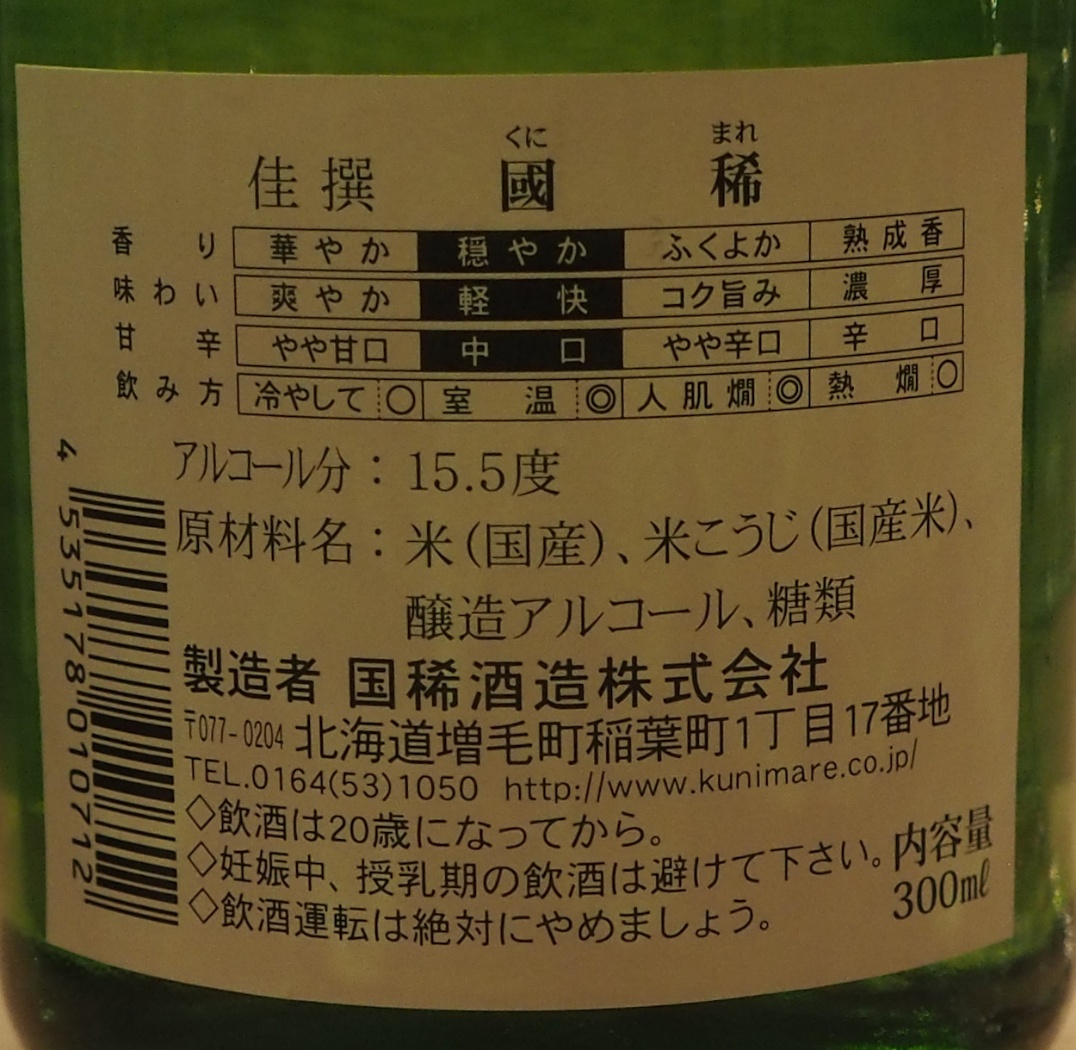 くに まれ
佳撰 國 稀
香り 華やか 穏やか ふくよか 熟成香
味わい 爽やか 軽快 コク旨み 濃厚
甘辛 やや甘口 中口 やや辛口 辛口
飲み方 冷やして ○ 室温 ◎ 人肌燗 ◎ 熱燗 ○
アルコール分：15.5度
原材料名：米(国産)、米こうじ(国産米)、
醸造アルコール、糖類
製造者 国稀酒造株式会社
〒077-0204 北海道増毛町稲葉町1丁目17番地
TEL.0164(53)1050 http://www.kunimare.co.jp/
◇飲酒は20歳になってから。
◇妊娠中、授乳期の飲酒は避けて下さい。
◇飲酒運転は絶対にやめましょう。
内容量
300ml
4 535178 010712